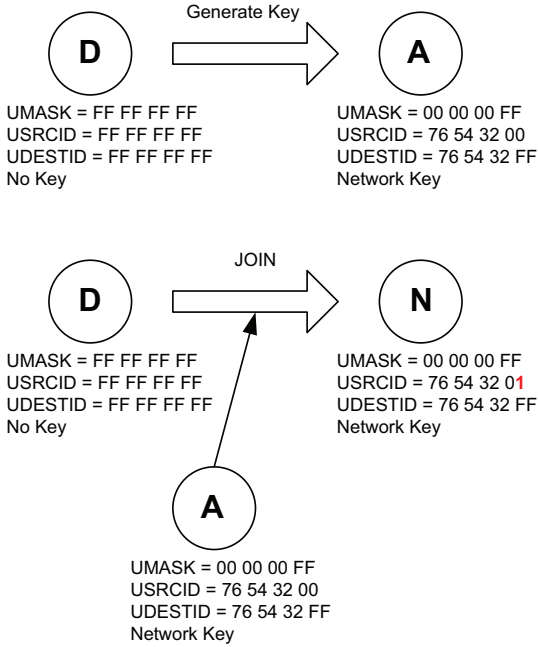 Generate Key
D
A
UMASK = FF FF FF FF
USRCID = FF FF FF FF
UDESTID = FF FF FF FF
No Key
UMASK = 00 00 00 FF
USRCID = 76 54 32 00
UDESTID = 76 54 32 FF
Network Key
JOIN
D
N
UMASK = FF FF FF FF
USRCID = FF FF FF FF
UDESTID = FF FF FF FF
No Key
UMASK = 00 00 00 FF
USRCID = 76 54 32 01
UDESTID = 76 54 32 FF
Network Key
A
UMASK = 00 00 00 FF
USRCID = 76 54 32 00
UDESTID = 76 54 32 FF
Network Key